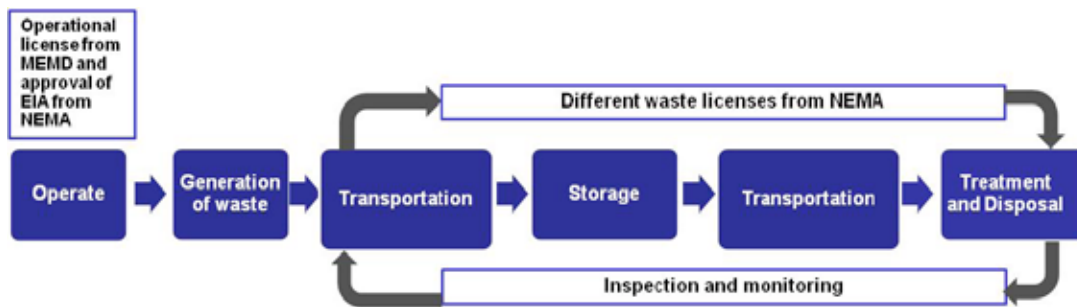 Operational
license from
MEMD and
approval of
EIA from
NEMA
Different waste licenses from NEMA
Operate
Generation
of waste
Transportation
Storage
Transportation
Treatment
and Disposal
Inspection and monitoring